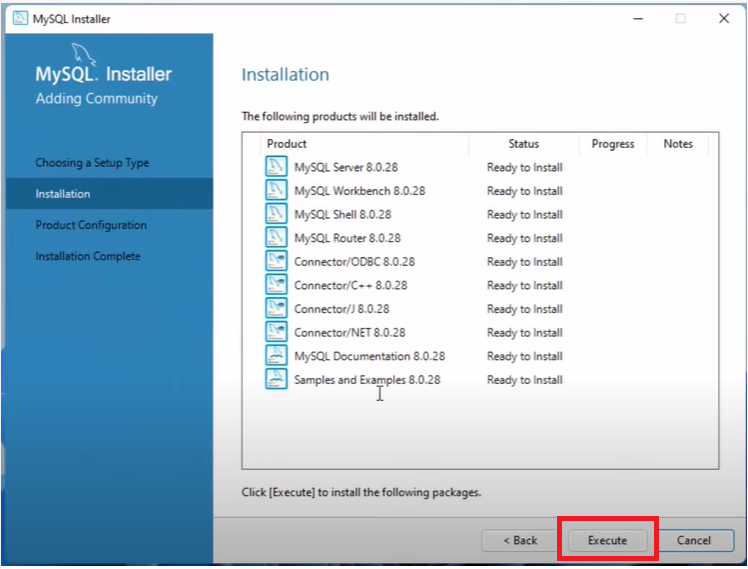 MySQL Installer
MySQL. Installer
Adding Community
Choosing a Setup Type
Installation
Product Configuration
Installation Complete
Installation
The following products will be installed.
Product Status Progress Notes
MySQL Server 8.0.28 Ready to Install
MySQL Workbench 8.0.28 Ready to Install
MySQL Shell 8.0.28 Ready to Install
MySQL Router 8.0.28 Ready to Install
Connector/ODBC 8.0.28 Ready to Install
Connector/C++ 8.0.28 Ready to Install
Connector/J 8.0.28 Ready to Install
Connector/NET 8.0.28 Ready to Install
MySQL Documentation 8.0.28 Ready to Install
Samples and Examples 8.0.28 Ready to Install
Click [Execute] to install the following packages.
< Back Execute Cancel